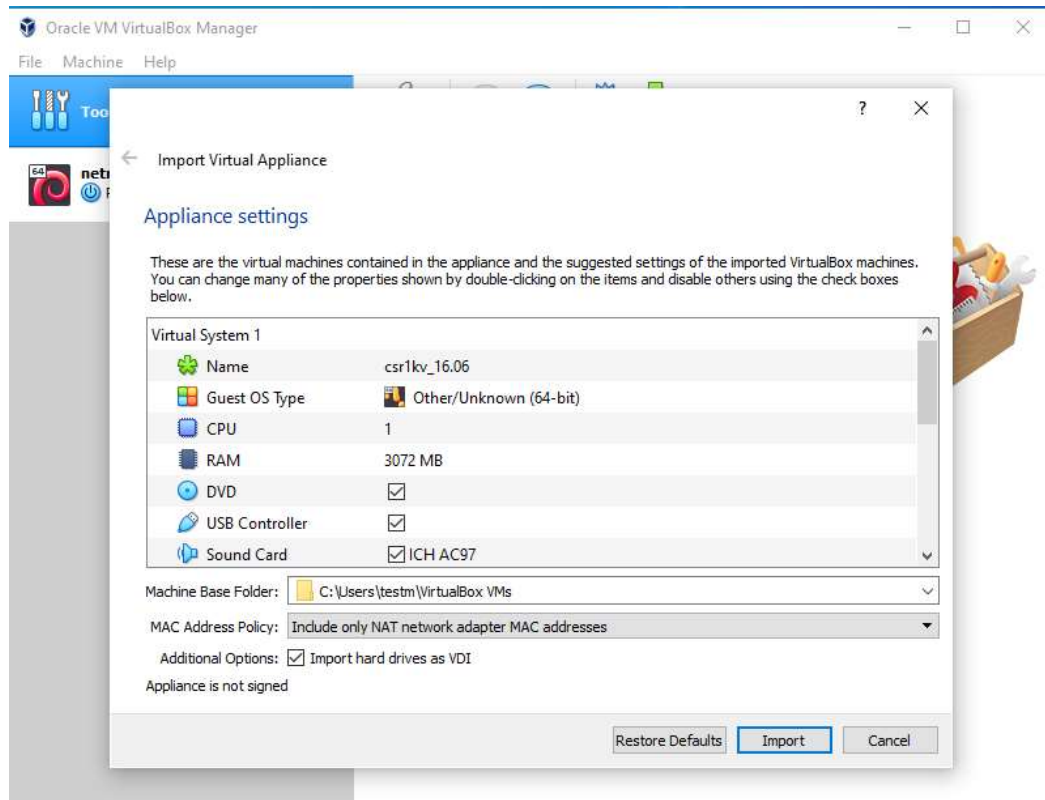 Oracle VM VirtualBox Manager
File Machine Help
Too
?
Import Virtual Appliance
64
Appliance settings
These are the virtual machines contained in the appliance and the suggested settings of the imported VirtualBox machines.
You can change many of the properties shown by double-clicking on the items and disable others using the check boxes
below.
Virtual System 1
Name csr1kv_16.06
Guest OS Type Other/Unknown (64-bit)
CPU 1
RAM 3072 MB
DVD
USB Controller
Sound Card ICH AC97
Machine Base Folder: C:\Users\testm\VirtualBox VMs
MAC Address Policy: Include only NAT network adapter MAC addresses
Additional Options: Import hard drives as VDI
Appliance is not signed
Restore Defaults Import Cancel